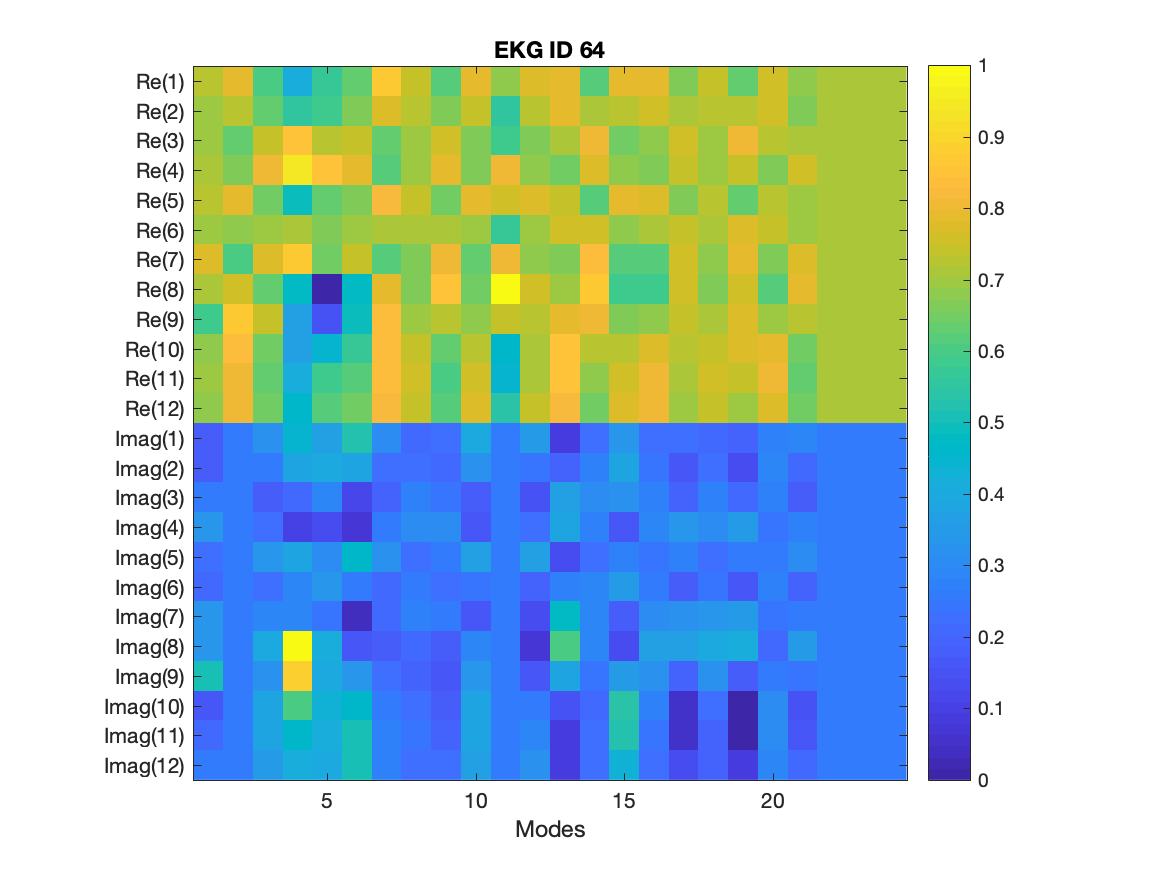 EKG ID 64
Re(1)
Re(2)
Re(3)
Re(4)
Re(5)
Re(6)
Re(7)
Re(8)
Re(9)
Re(10)
Re(11)
Re(12)
Imag(1)
Imag(2)
Imag(3)
Imag(4)
Imag(5)
Imag(6)
Imag(7)
Imag(8)
Imag(9)
Imag(10)
Imag(11)
Imag(12)
5 10 15 20
Modes
1
0.9
0.8
0.7
0.6
0.5
0.4
0.3
0.2
0.1
0